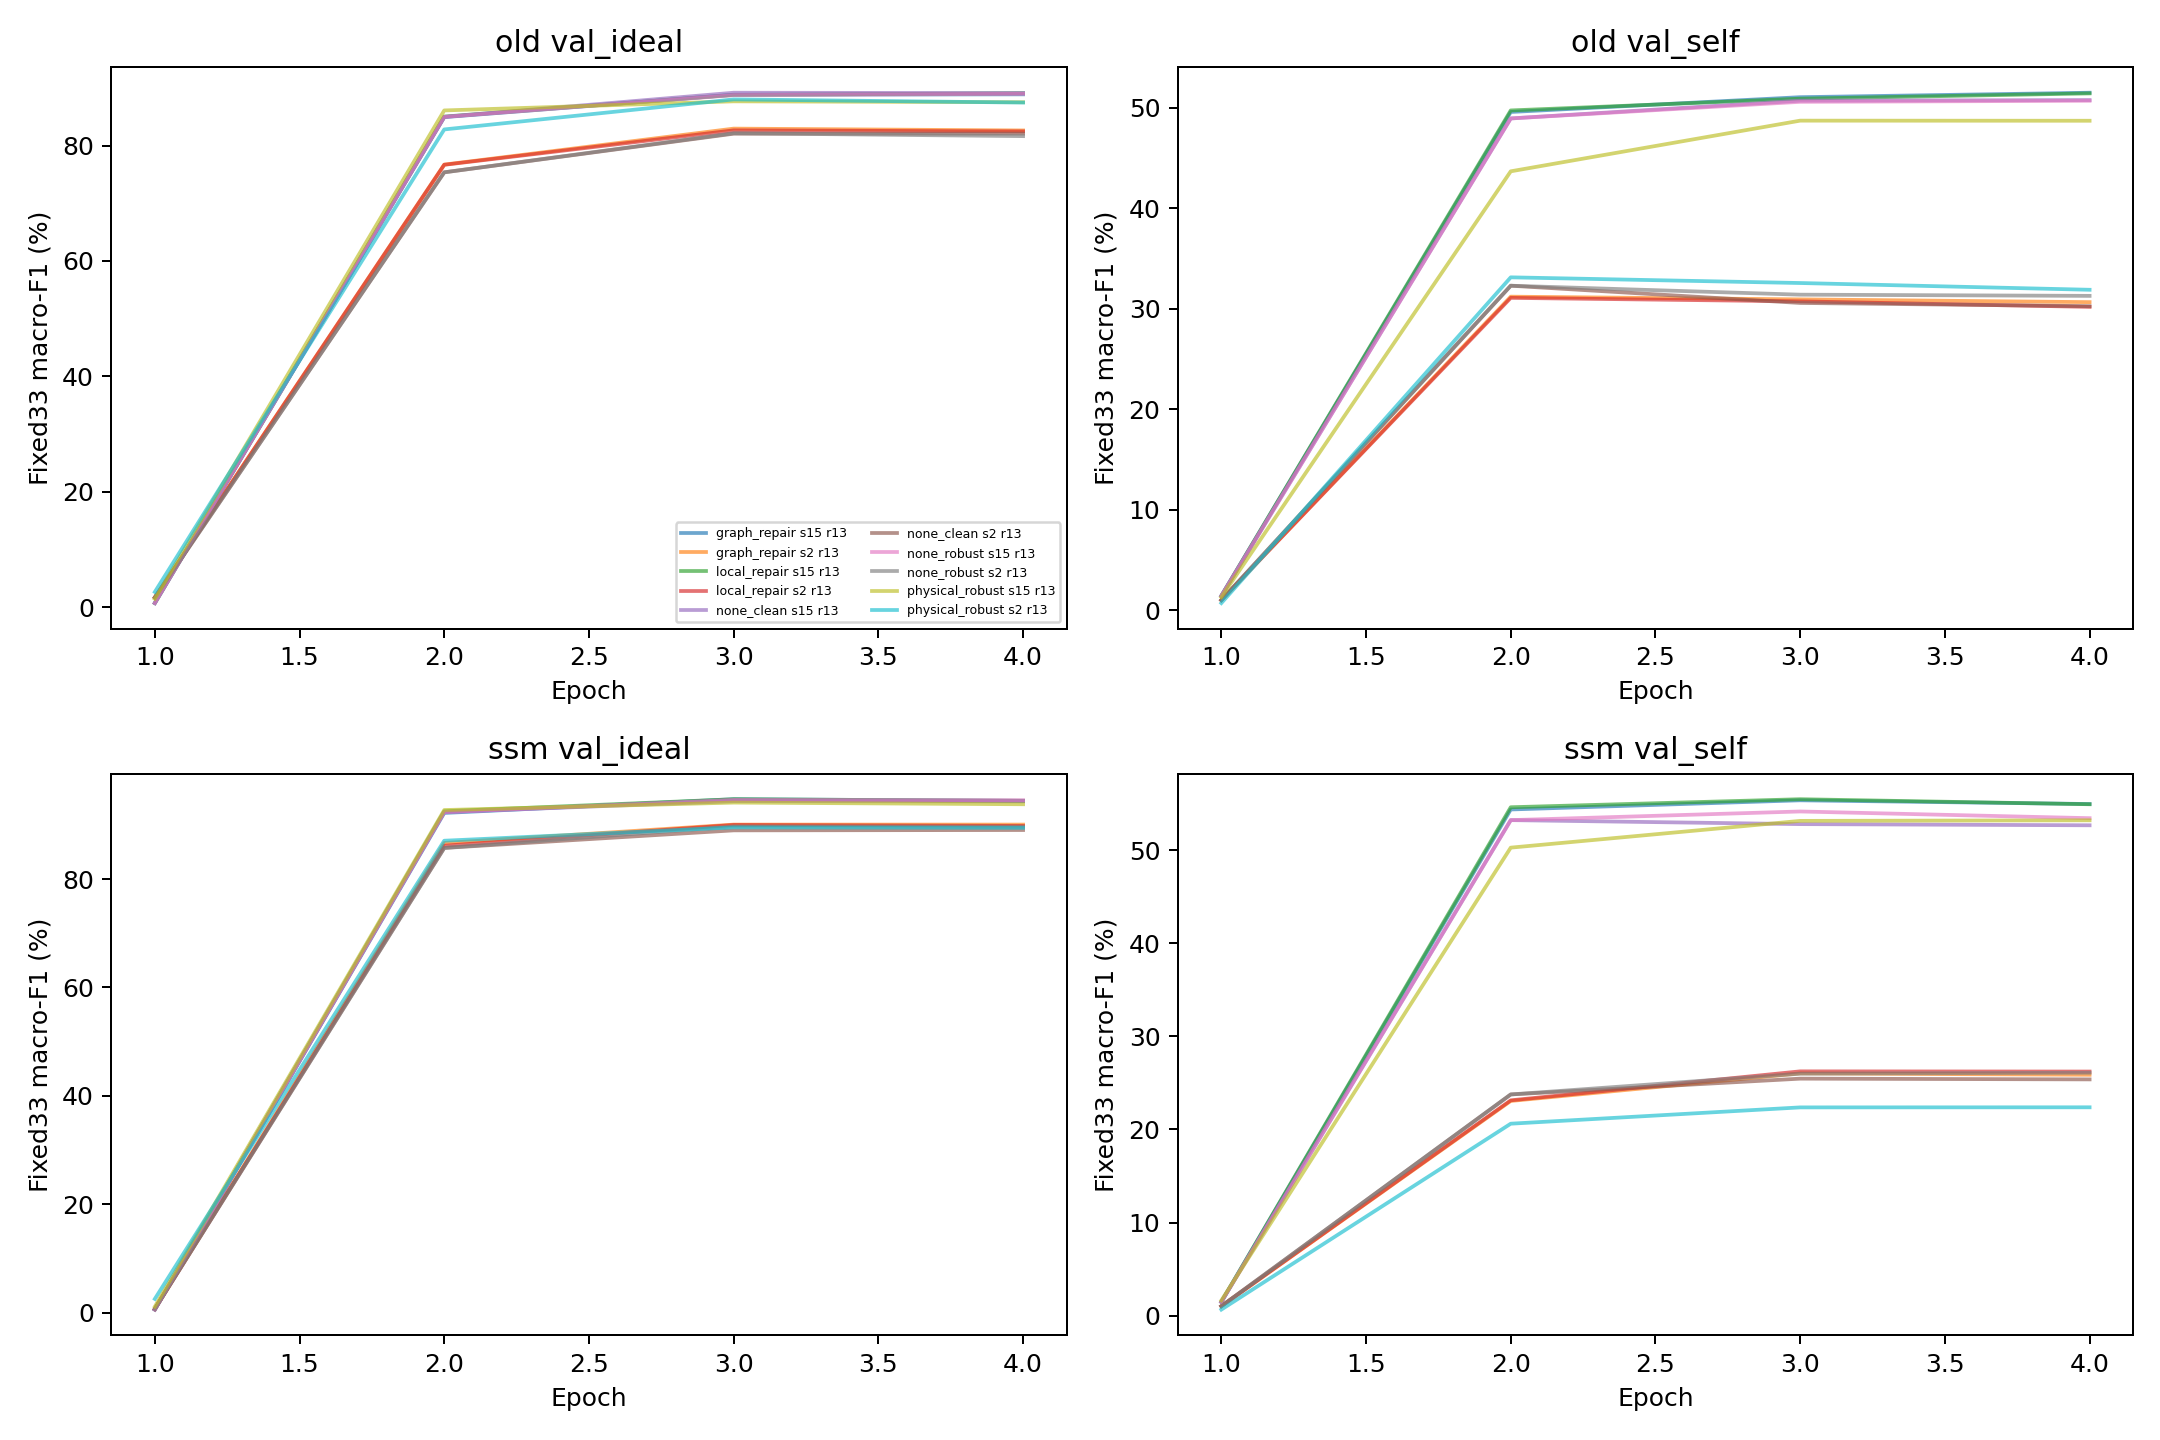 old val_ideal
Fixed33 macro-F1 (%)
80
60
40
20
0
graph_repair s15 r13
graph_repair s2 r13
local_repair s15 r13
local_repair s2 r13
none_clean s15 r13
none_clean s2 r13
none_robust s15 r13
none_robust s2 r13
physical_robust s15 r13
physical_robust s2 r13
1.0 1.5 2.0 2.5 3.0 3.5 4.0
Epoch
old val_self
Fixed33 macro-F1 (%)
50
40
30
20
10
0
1.0 1.5 2.0 2.5 3.0 3.5 4.0
Epoch
ssm val_ideal
Fixed33 macro-F1 (%)
80
60
40
20
0
1.0 1.5 2.0 2.5 3.0 3.5 4.0
Epoch
ssm val_self
Fixed33 macro-F1 (%)
50
40
30
20
10
0
1.0 1.5 2.0 2.5 3.0 3.5 4.0
Epoch